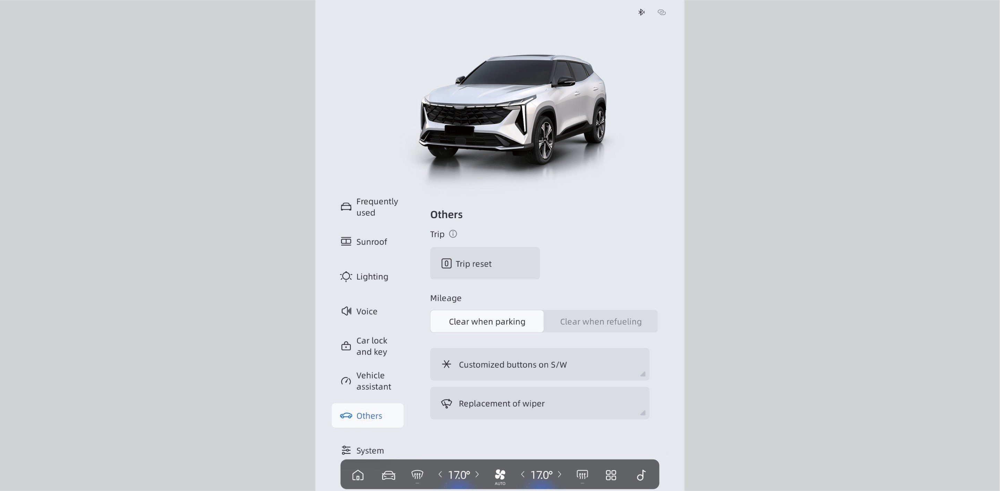 Frequently
used
Sunroof
Lighting
Voice
Car lock
and key
Vehicle
assistant
Others
System
Others
Trip
Trip reset
Mileage
Clear when parking
Clear when refueling
Customized buttons on S/W
Replacement of wiper
17.0°
AUTO
17.0°